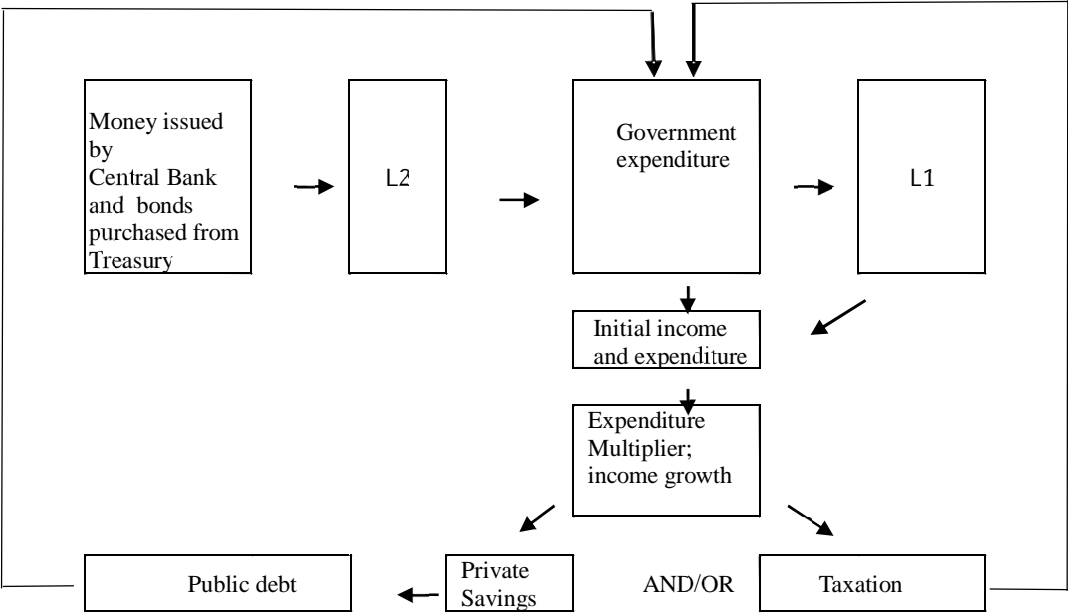 Money issued
by
Central Bank
and bonds
purchased from
Treasury
L2
Government
expenditure
L1
Initial income
and expenditure
Expenditure
Multiplier;
income growth
Public debt
Private
Savings
AND/OR
Taxation